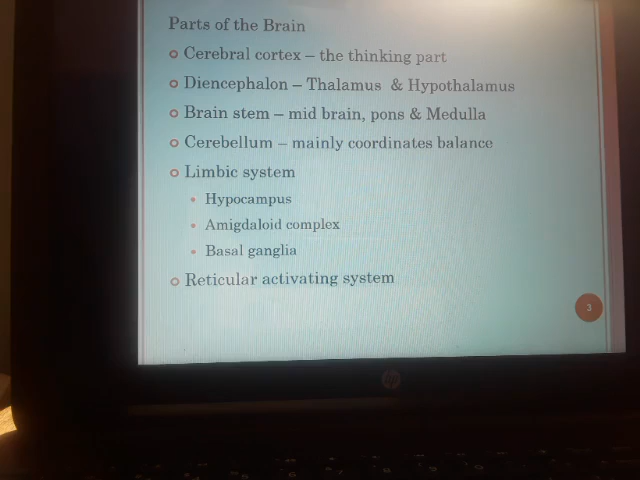 Parts of the Brain
Cerebral cortex – the thinking part
Diencephalon – Thalamus & Hypothalamus
Brain stem – mid brain, pons & Medulla
Cerebellum – mainly coordinates balance
Limbic system
Hypocampus
Amigdaloid complex
Basal ganglia
Reticular activating system
3
hp